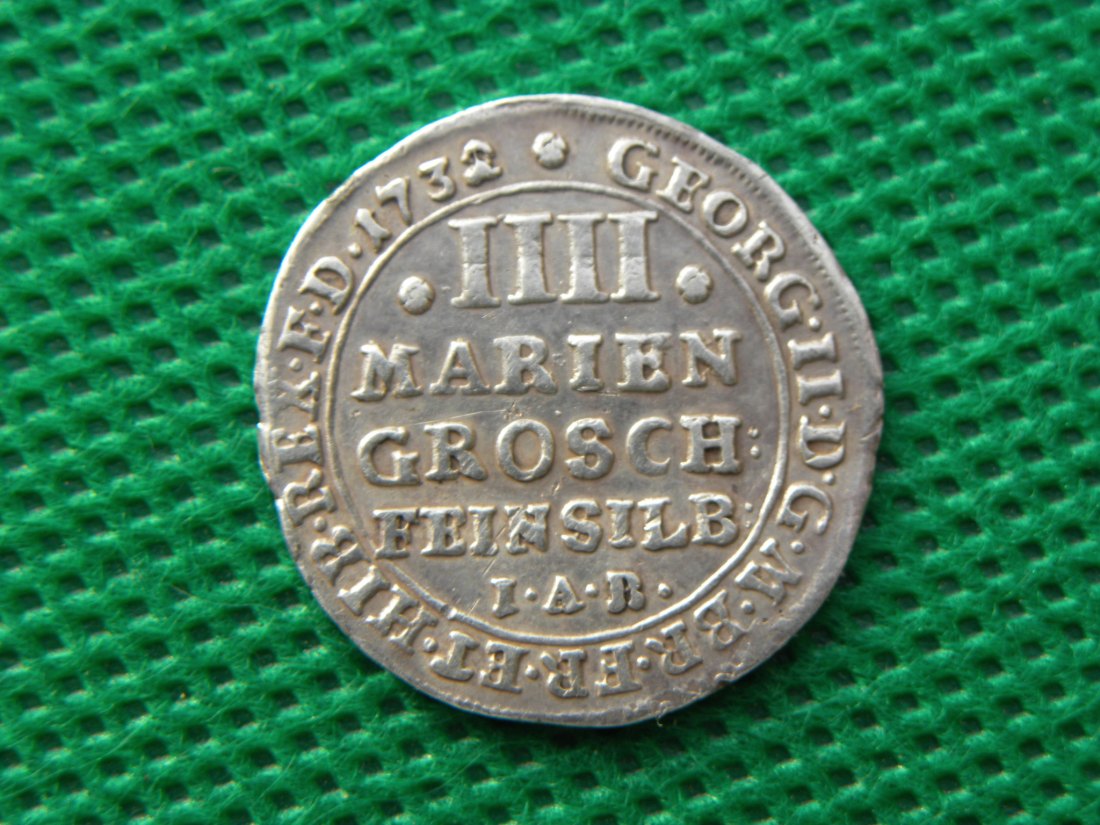 GEORG·II·D·G·M·BR·FR·ET·HIB·REX·F·D·1732
IIII
MARIEN
GROSCH:
FEIN SILB:
I·A·B·